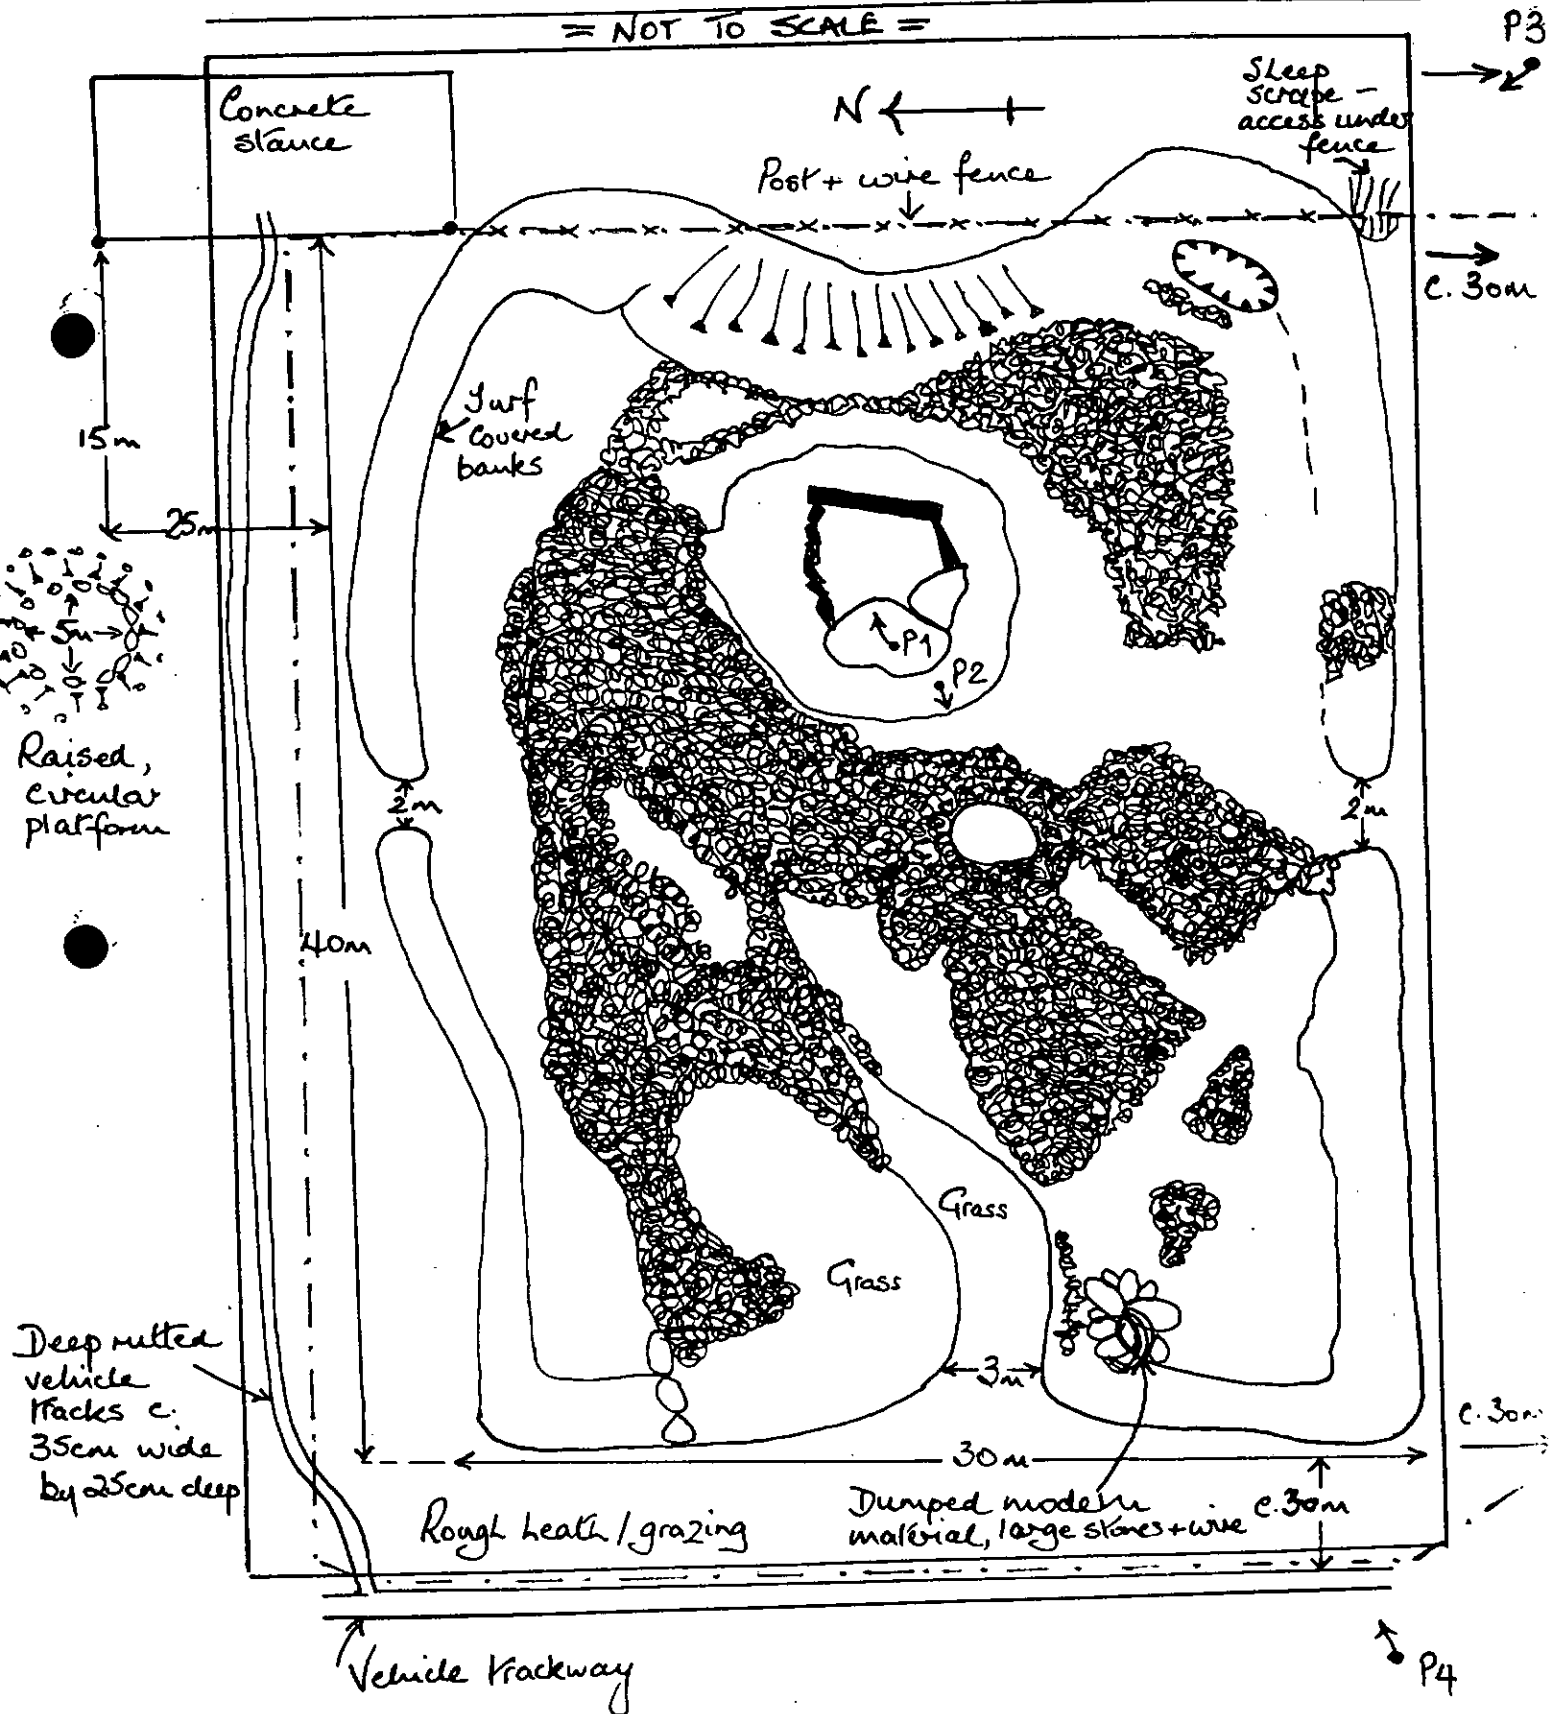 = NOT TO SCALE =
P3
Concrete
stance
N
Sheep
scrape –
access under
fence
Post + wire fence
c. 30m
15m
Turf
covered
banks
25m
5m
P1
P2
Raised,
circular
platform
2m
2m
40m
Grass
Grass
Deep rutted
vehicle
tracks c.
35cm wide
by 25cm deep
3m
c. 30m
30m
Rough heath / grazing
Dumped modern
material, large stones + wire
c. 30m
Vehicle trackway
P4